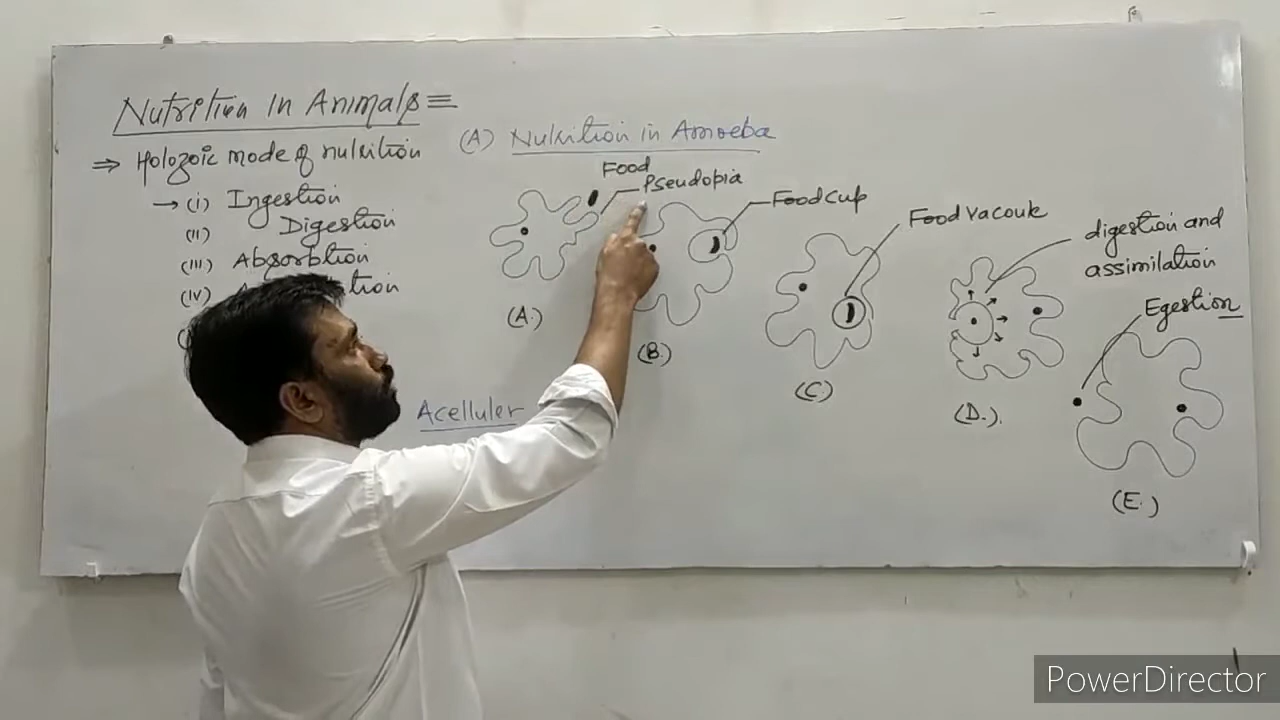 Nutrition In Animals
(A) Nutrition in Amoeba
⇒ Holozoic mode of nutrition
→ (i) Ingestion
(II) Digestion
(III) Absorbtion
(IV)
Food
Pseudopia
Food cup
Food Vacoule
digestion and
assimilation
Egestion
(A.)
(B.)
(C)
(D.)
(E.)
Acelluler
PowerDirector